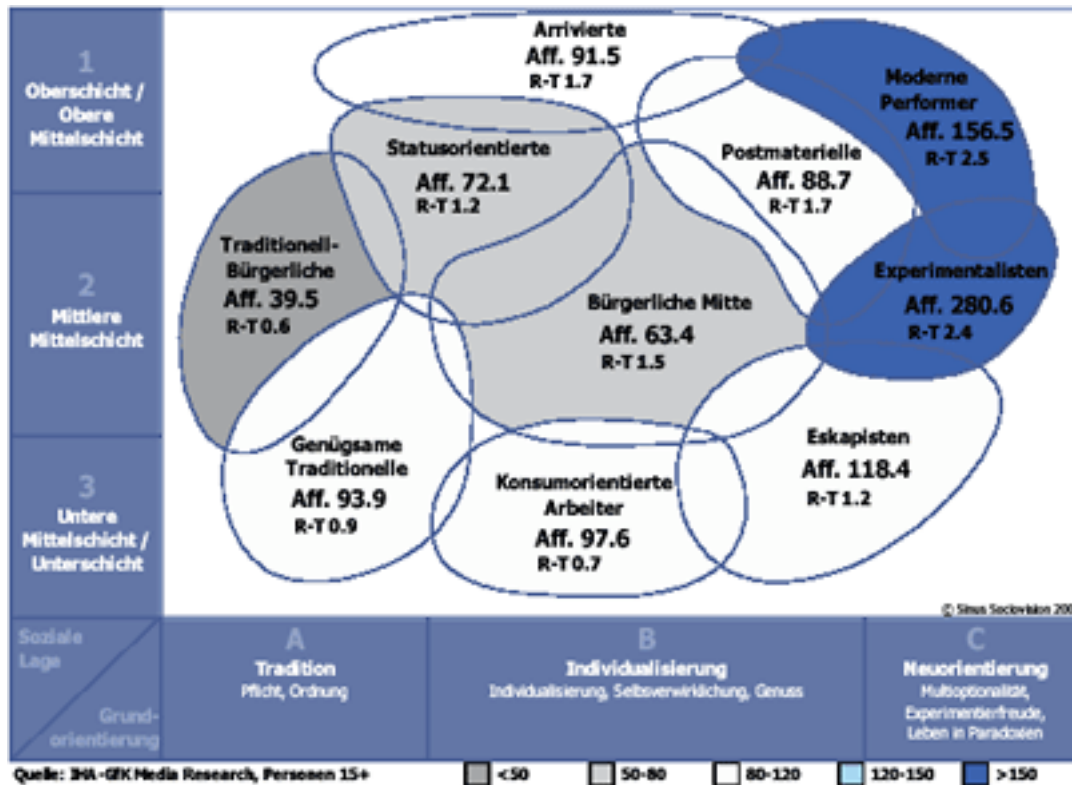 1
Oberschicht /
Obere
Mittelschicht
2
Mittlere
Mittelschicht
3
Untere
Mittelschicht /
Unterschicht
Arrivierte
Aff. 91.5
R-T 1.7
Moderne
Performer
Aff. 156.5
R-T 2.5
Statusorientierte
Aff. 72.1
R-T 1.2
Postmaterielle
Aff. 88.7
R-T 1.7
Traditionell-
Bürgerliche
Aff. 39.5
R-T 0.6
Bürgerliche Mitte
Aff. 63.4
R-T 1.5
Experimentalisten
Aff. 280.6
R-T 2.4
Genügsame
Traditionelle
Aff. 93.9
R-T 0.9
Konsumorientierte
Arbeiter
Aff. 97.6
R-T 0.7
Eskapisten
Aff. 118.4
R-T 1.2
© Sinus Sociovision
Soziale
Lage
Grund-
orientierung
A
Tradition
Pflicht, Ordnung
B
Individualisierung
Individualisierung, Selbsverwirklichung, Genuss
C
Neuorientierung
Multioptionalität,
Experimentierfreude,
Leben in Paradoxien
Quelle: IHA-GfK Media Research, Personen 15+
<50
50-80
80-120
120-150
>150